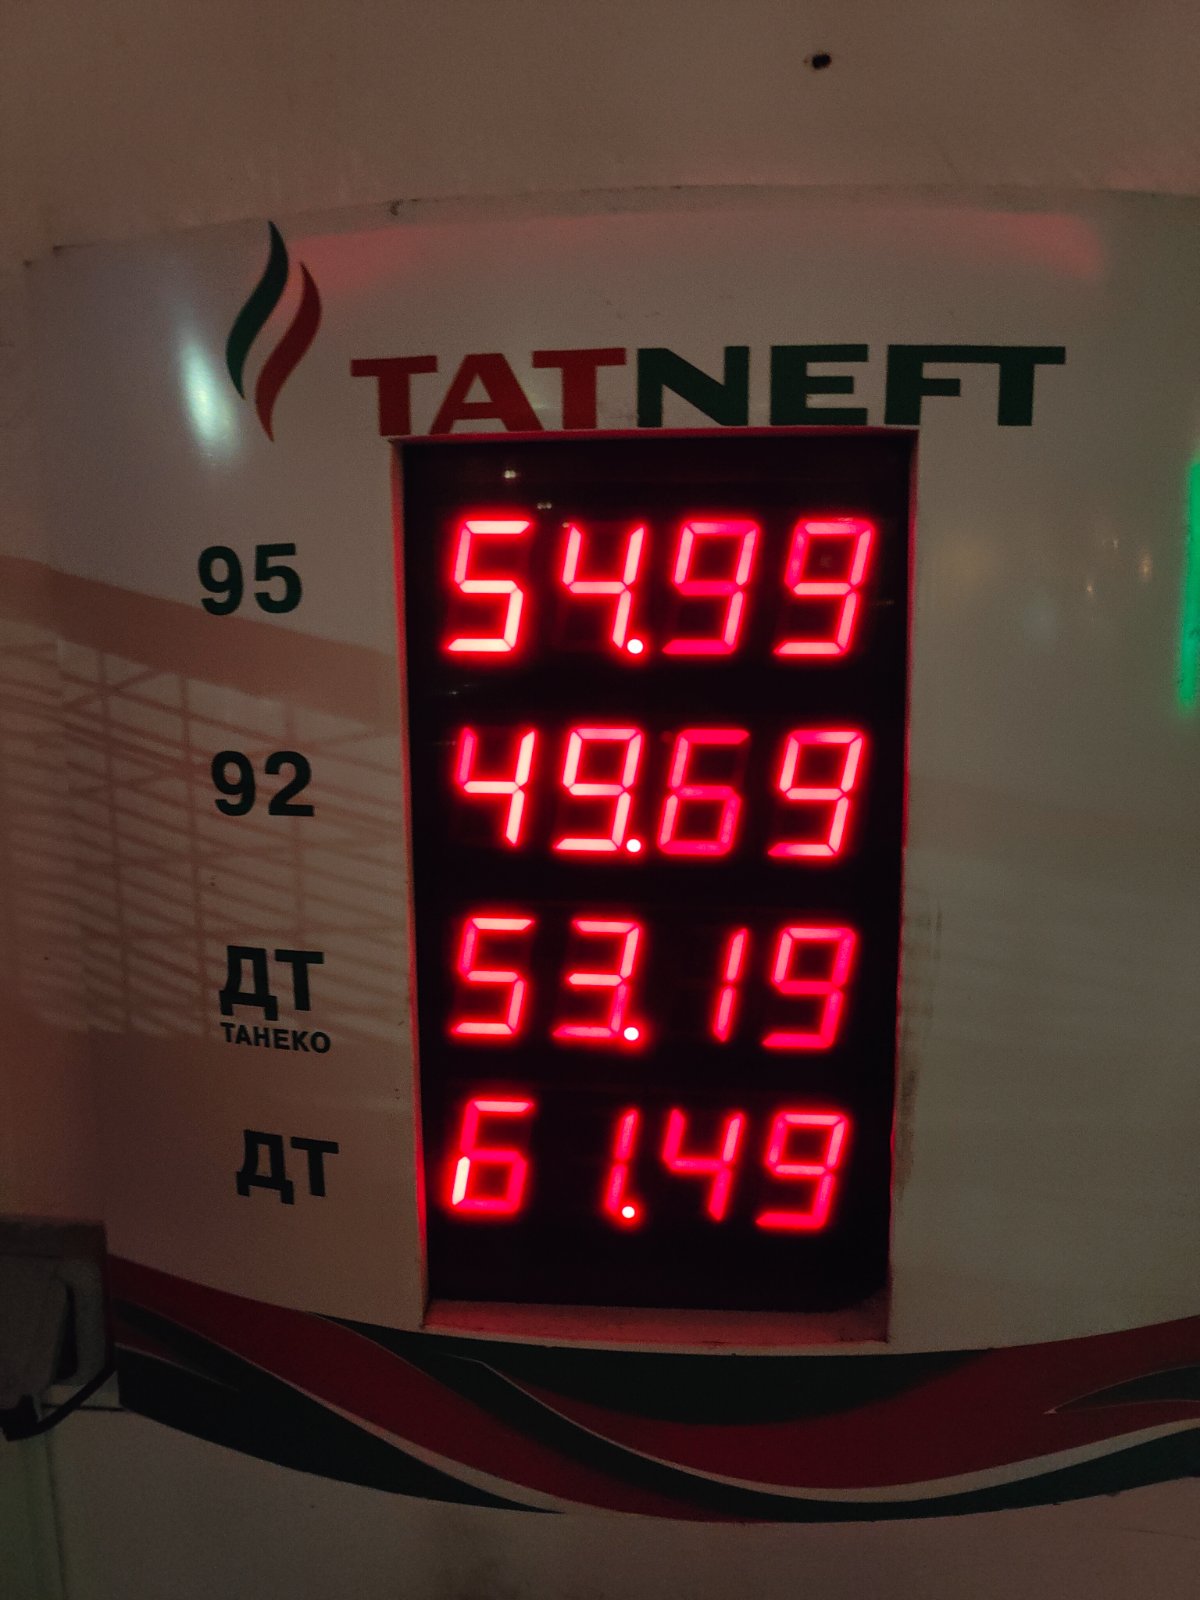 TATNEFT
95 54.99
92 49.69
ДТ 53.19
ТАНЕКО
ДТ 61.49